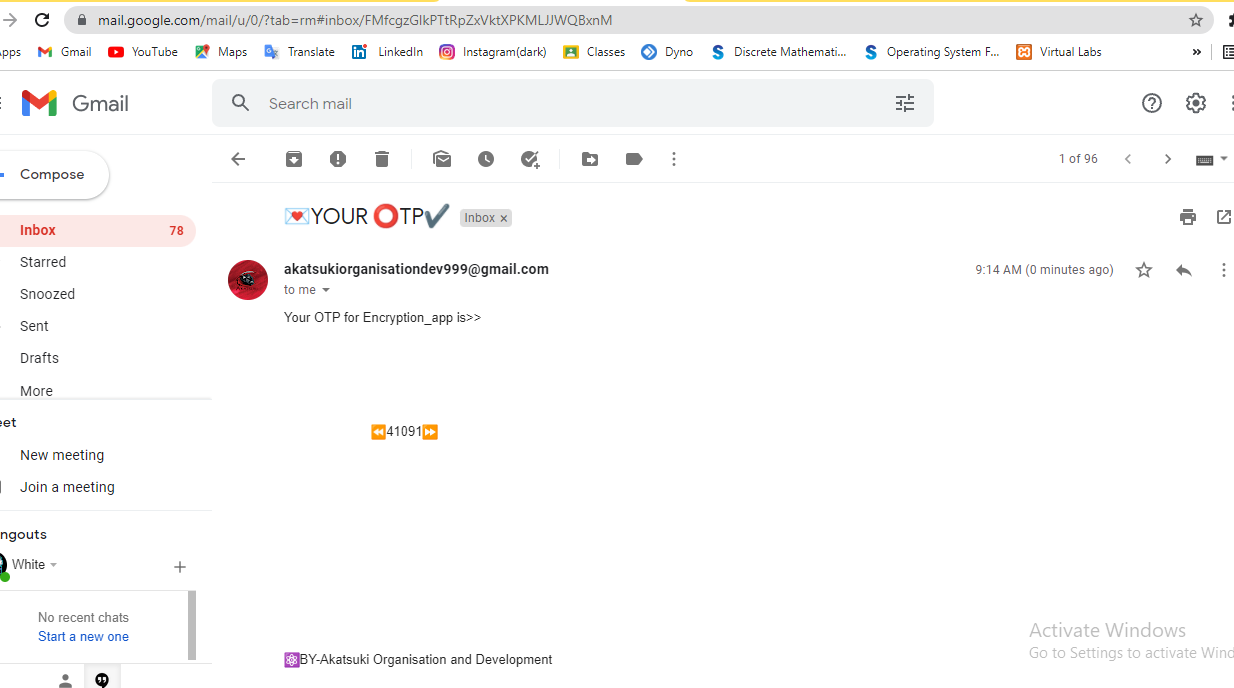 mail.google.com/mail/u/0/?tab=rm#inbox/FMfcgzGlkPTtRpZxVktXPKMLJJWQBxnM
pps Gmail YouTube Maps Translate LinkedIn Instagram(dark) Classes Dyno Discrete Mathemati... Operating System F... Virtual Labs »
Gmail Search mail
Compose 1 of 96
💌YOUR ⭕TP✔ Inbox ×
Inbox 78
Starred
akatsukiorganisationdev999@gmail.com 9:14 AM (0 minutes ago)
to me
Snoozed
Your OTP for Encryption_app is>>
Sent
Drafts
More
eet
⏪41091⏩
New meeting
Join a meeting
ngouts
White
No recent chats
Start a new one
Activate Windows
Go to Settings to activate Wind
⚛BY-Akatsuki Organisation and Development